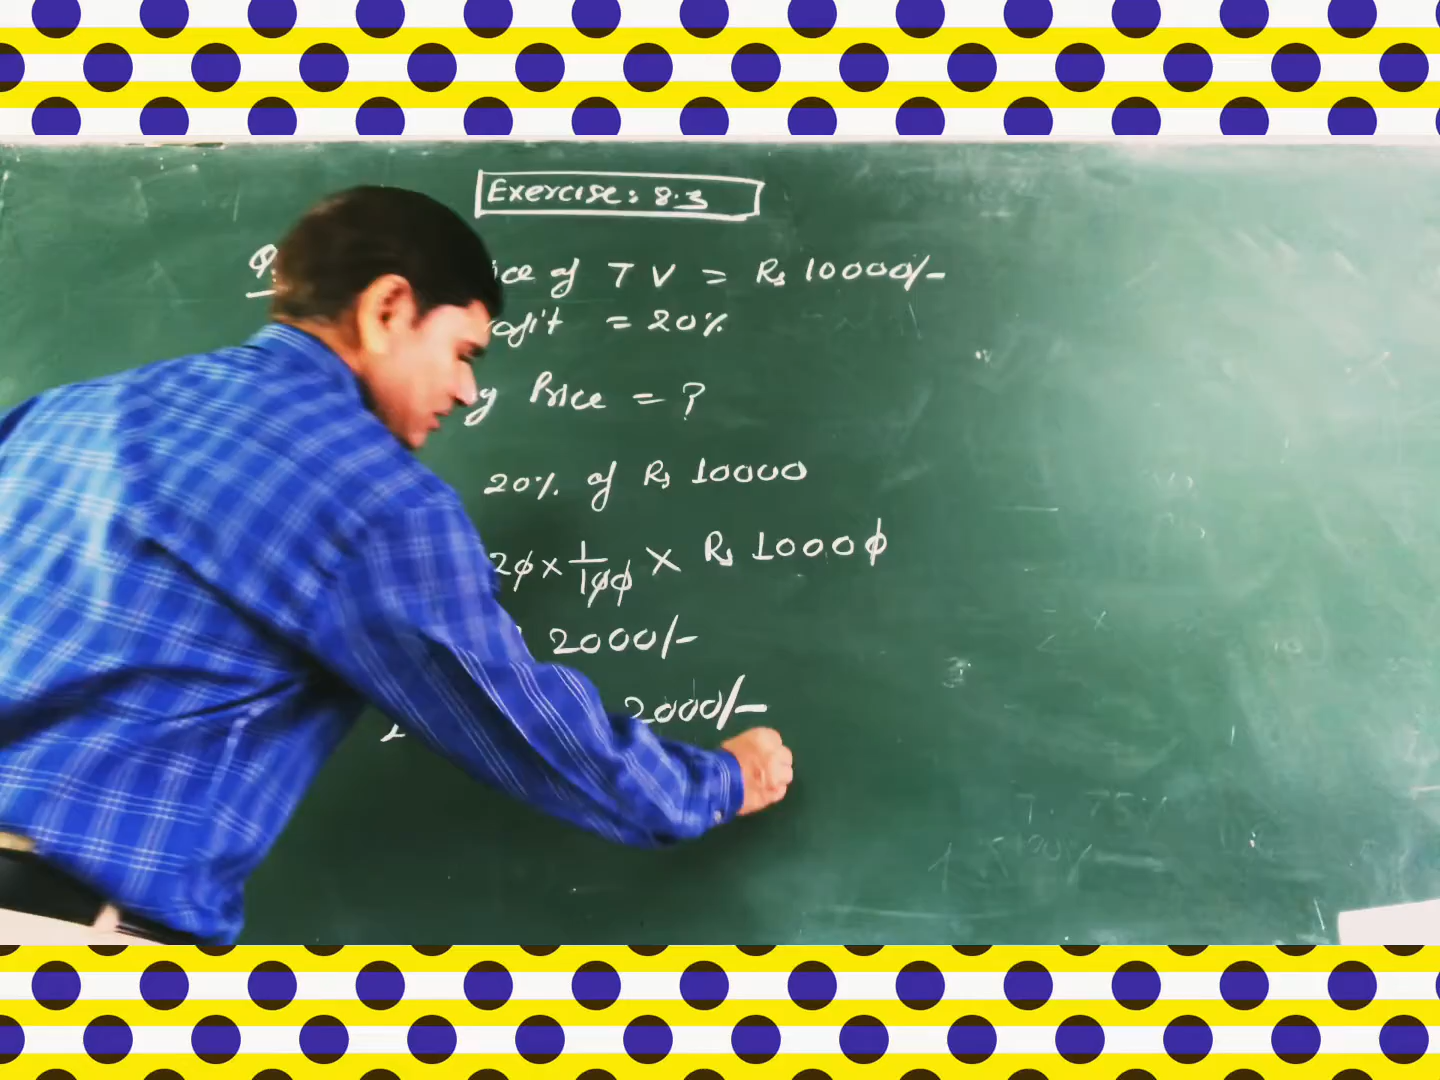 Exercise: 8.3
Q. ice of TV = Rs 10000/-
rofit = 20%
g Price = ?
20% of Rs 10000
20 × 1/100 × Rs 10000
2000/-
2000/-